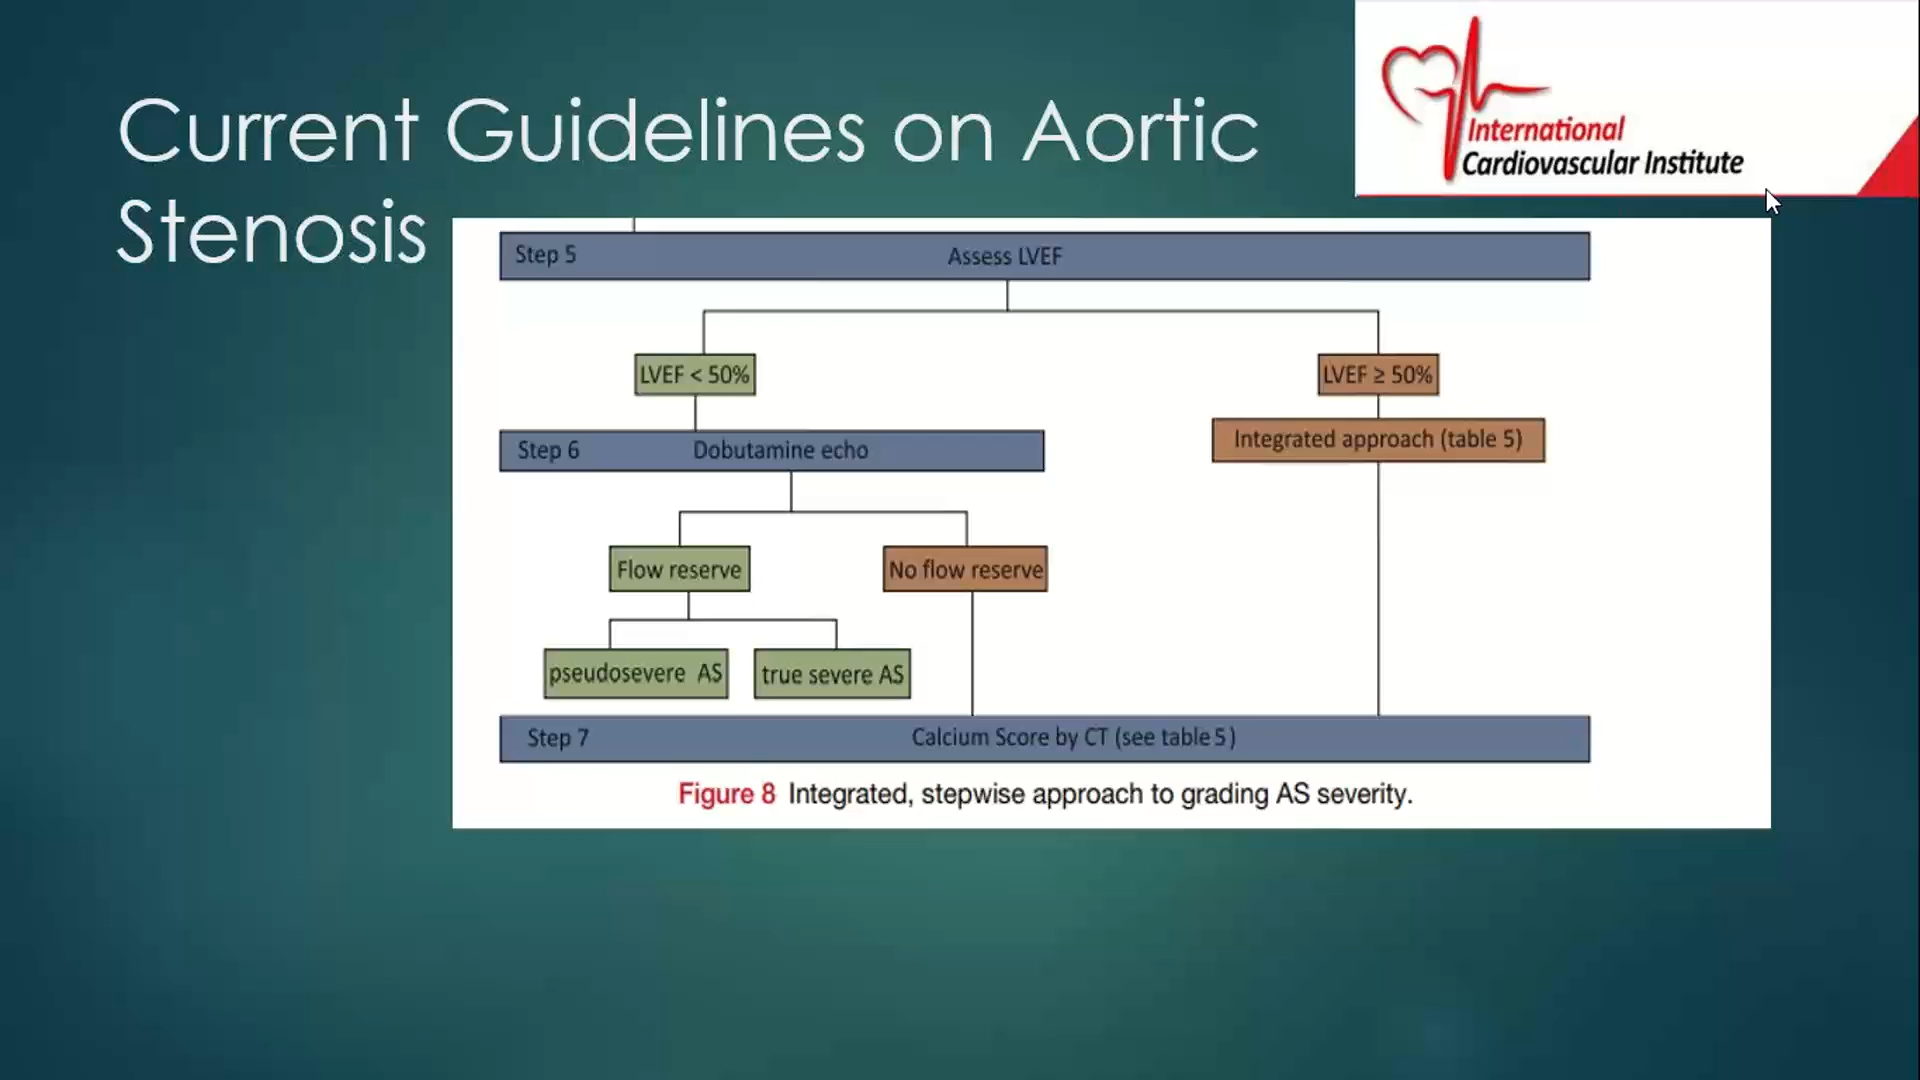 Current Guidelines on Aortic
Stenosis
International
Cardiovascular Institute
Step 5 Assess LVEF
LVEF < 50% LVEF ≥ 50%
Integrated approach (table 5)
Step 6 Dobutamine echo
Flow reserve No flow reserve
pseudosevere AS true severe AS
Step 7 Calcium Score by CT (see table 5)
Figure 8 Integrated, stepwise approach to grading AS severity.